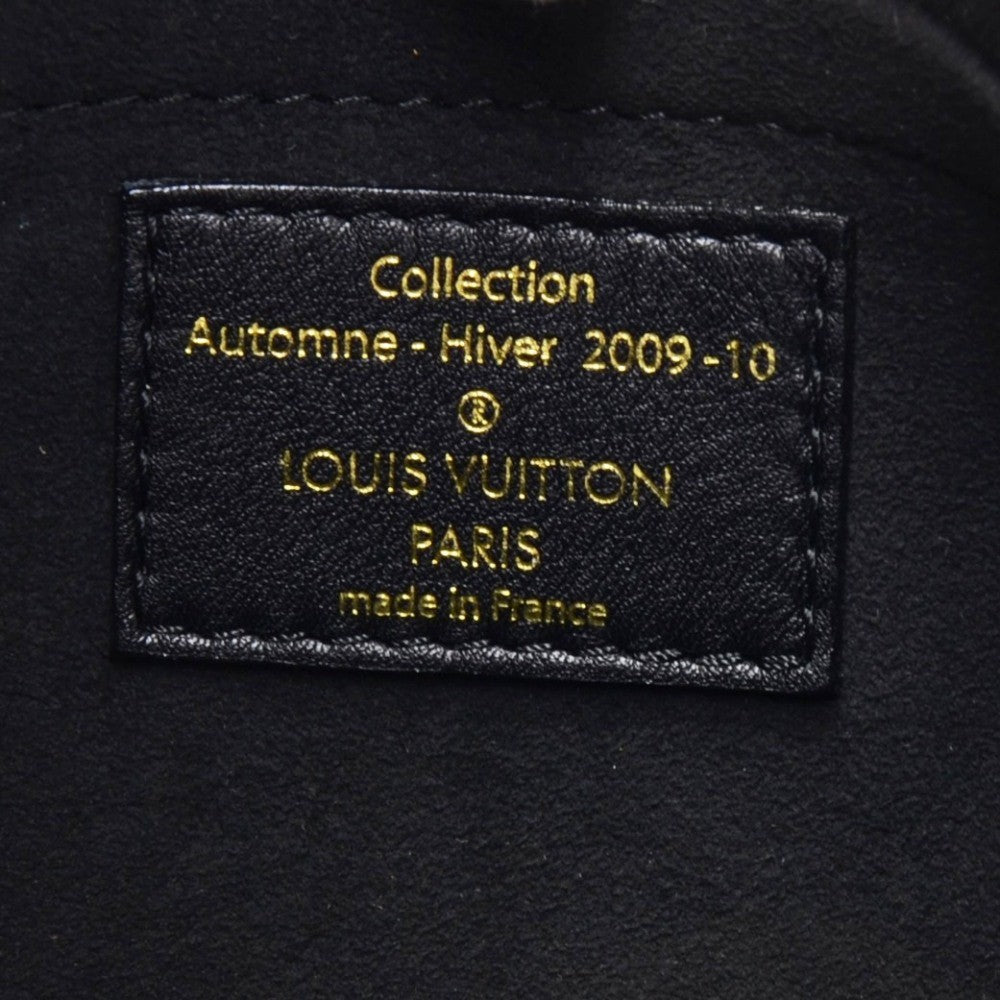 Collection
Automne - Hiver 2009 - 10
®
LOUIS VUITTON
PARIS
made in France